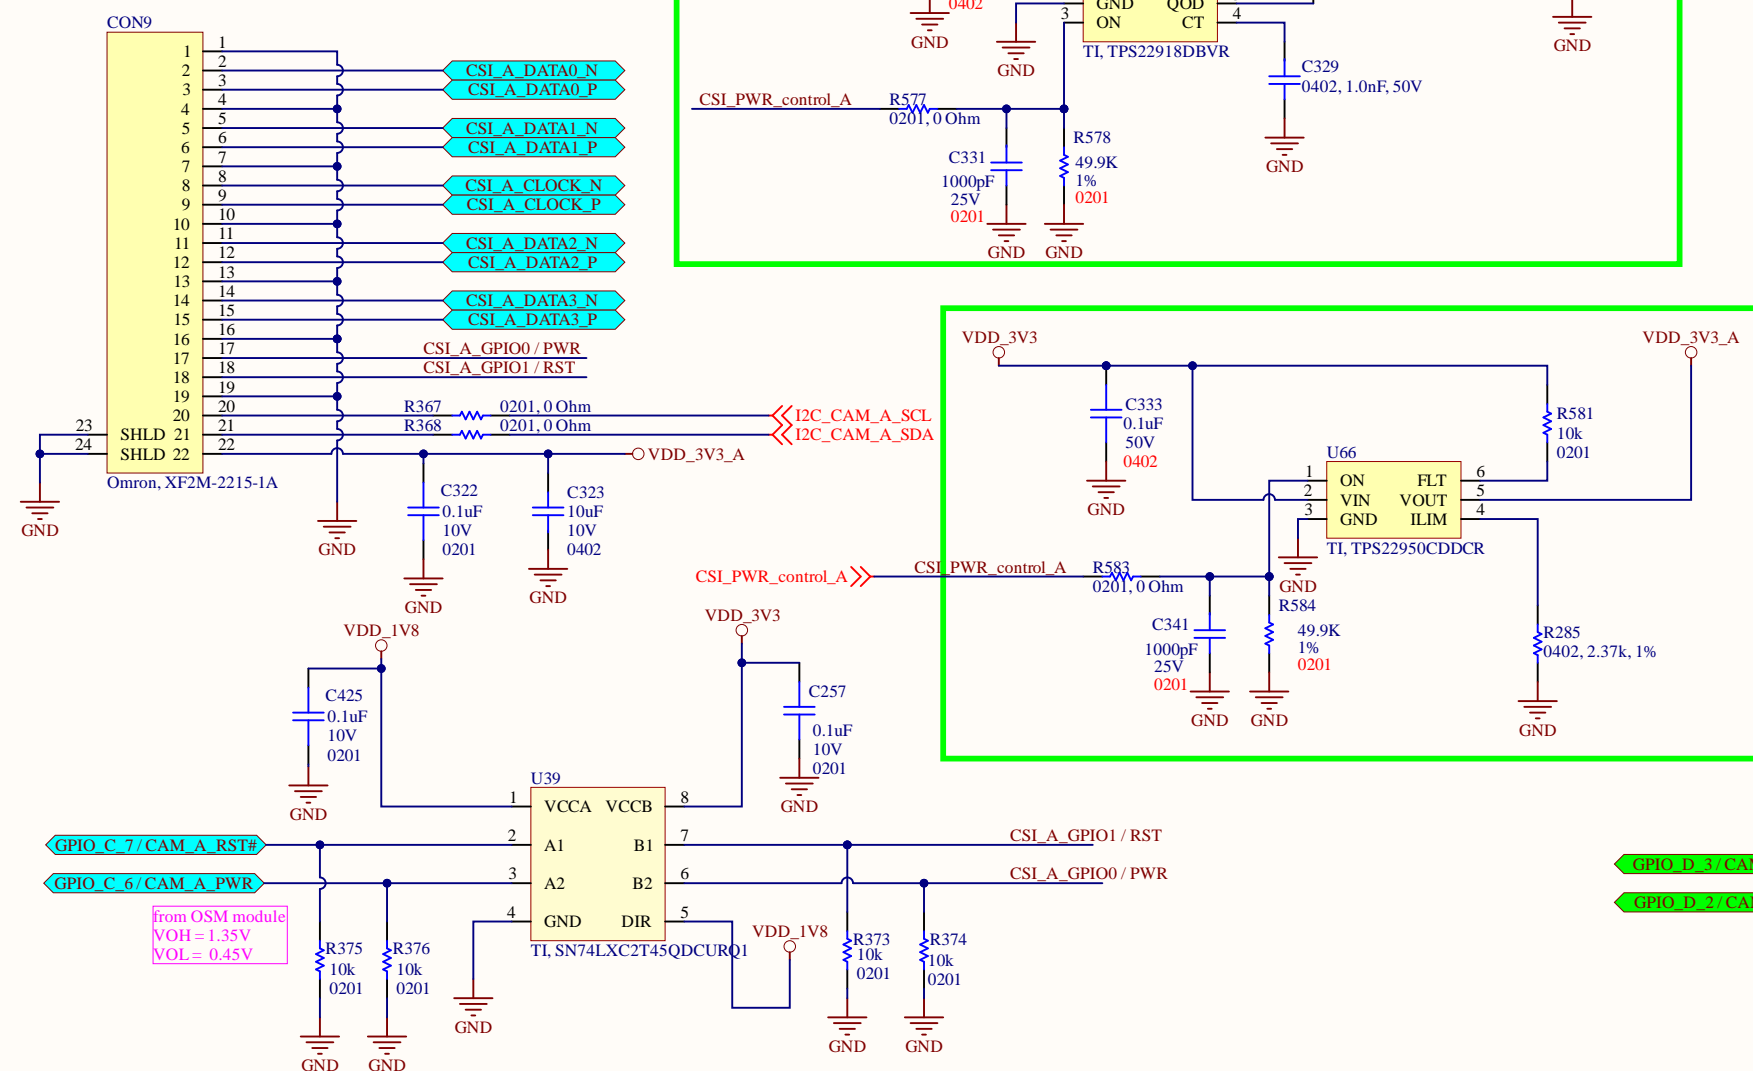 CON9
1 1
2 2 CSI_A_DATA0_N
3 3 CSI_A_DATA0_P
4 4
5 5 CSI_A_DATA1_N
6 6 CSI_A_DATA1_P
7 7
8 8 CSI_A_CLOCK_N
9 9 CSI_A_CLOCK_P
10 10
11 11 CSI_A_DATA2_N
12 12 CSI_A_DATA2_P
13 13
14 14 CSI_A_DATA3_N
15 15 CSI_A_DATA3_P
16 16
17 17 CSI_A_GPIO0 / PWR
18 18 CSI_A_GPIO1 / RST
19 19
20 20 R367 0201, 0 Ohm I2C_CAM_A_SCL
23 SHLD 21 21 R368 0201, 0 Ohm I2C_CAM_A_SDA
24 SHLD 22 22 VDD_3V3_A
Omron, XF2M-2215-1A
GND
GND
C322
0.1uF
10V
0201
GND
C323
10uF
10V
0402
GND
0402
GND
GND QOD
3 ON CT 4
TI, TPS22918DBVR
GND
GND
C329
0402, 1.0nF, 50V
GND
CSI_PWR_control_A
R577
0201, 0 Ohm
C331
1000pF
25V
0201
GND
R578
49.9K
1%
0201
GND
VDD_3V3
VDD_3V3_A
C333
0.1uF
50V
0402
GND
R581
10k
0201
U66
1 ON FLT 6
2 VIN VOUT 5
3 GND ILIM 4
TI, TPS22950CDDCR
GND
CSI_PWR_control_A
CSI_PWR_control_A
R583
0201, 0 Ohm
C341
1000pF
25V
0201
GND
R584
49.9K
1%
0201
GND
R285
0402, 2.37k, 1%
GND
VDD_1V8
C425
0.1uF
10V
0201
GND
VDD_3V3
C257
0.1uF
10V
0201
GND
U39
1 VCCA VCCB 8
GPIO_C_7 / CAM_A_RST# 2 A1 B1 7 CSI_A_GPIO1 / RST
GPIO_C_6 / CAM_A_PWR 3 A2 B2 6 CSI_A_GPIO0 / PWR
4 GND DIR 5
TI, SN74LXC2T45QDCURQ1
VDD_1V8
GND
from OSM module
VOH = 1.35V
VOL = 0.45V
R375
10k
0201
GND
R376
10k
0201
GND
R373
10k
0201
GND
R374
10k
0201
GND
GPIO_D_3 / CAM
GPIO_D_2 / CAM